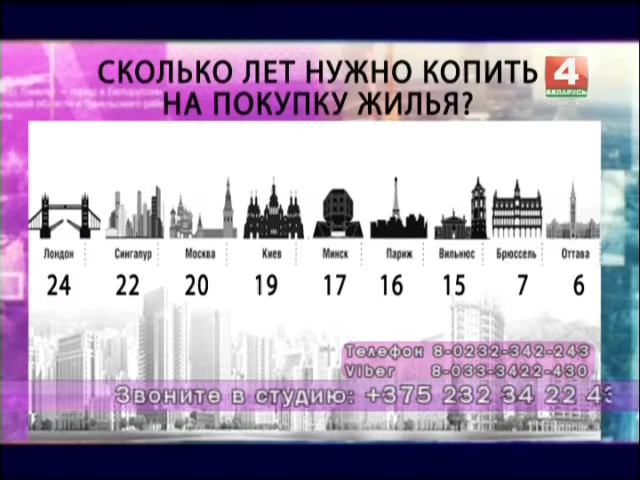 СКОЛЬКО ЛЕТ НУЖНО КОПИТЬ
НА ПОКУПКУ ЖИЛЬЯ?
4
БЕЛАРУСЬ
Лондон Сингапур Москва Киев Минск Париж Вильнюс Брюссель Оттава
24 22 20 19 17 16 15 7 6
Телефон 8-0232-342-243
Viber 8-033-3422-430
Звоните в студию: +375 232 34 22 43